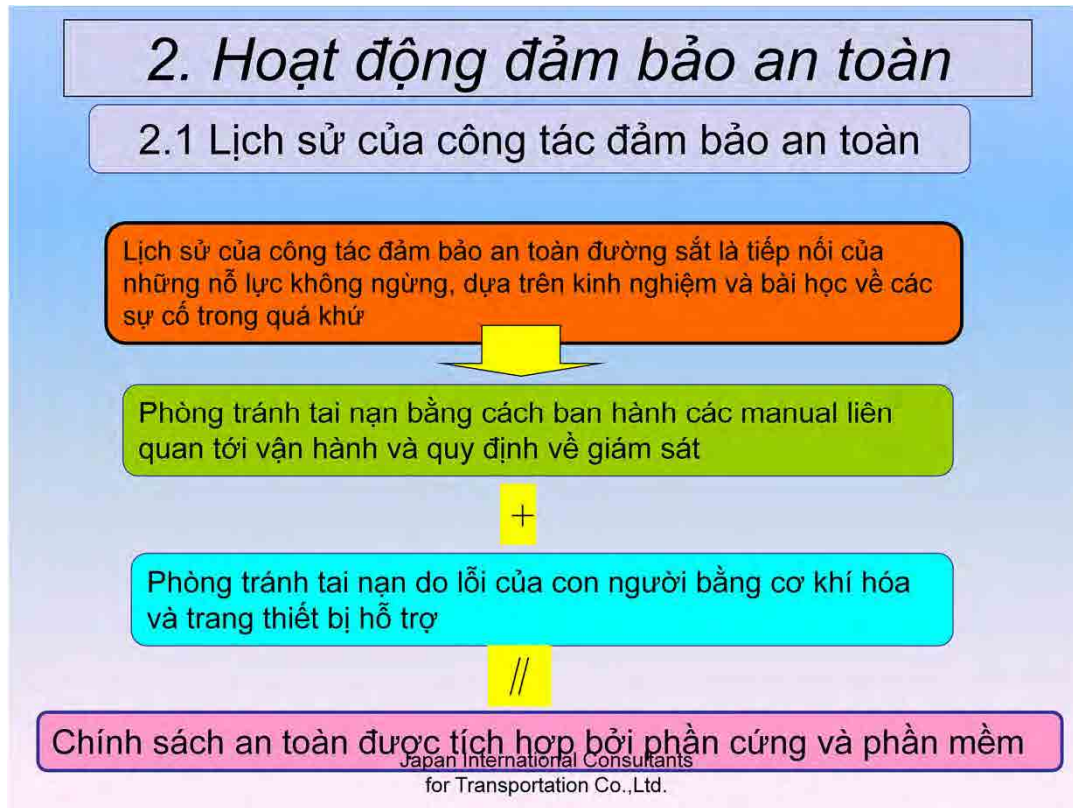 2. Hoạt động đảm bảo an toàn
2.1 Lịch sử của công tác đảm bảo an toàn
Lịch sử của công tác đảm bảo an toàn đường sắt là tiếp nối của
những nỗ lực không ngừng, dựa trên kinh nghiệm và bài học về các
sự cố trong quá khứ
Phòng tránh tai nạn bằng cách ban hành các manual liên
quan tới vận hành và quy định về giám sát
+
Phòng tránh tai nạn do lỗi của con người bằng cơ khí hóa
và trang thiết bị hỗ trợ
//
Chính sách an toàn được tích hợp bởi phần cứng và phần mềm
Japan International Consultants
for Transportation Co.,Ltd.